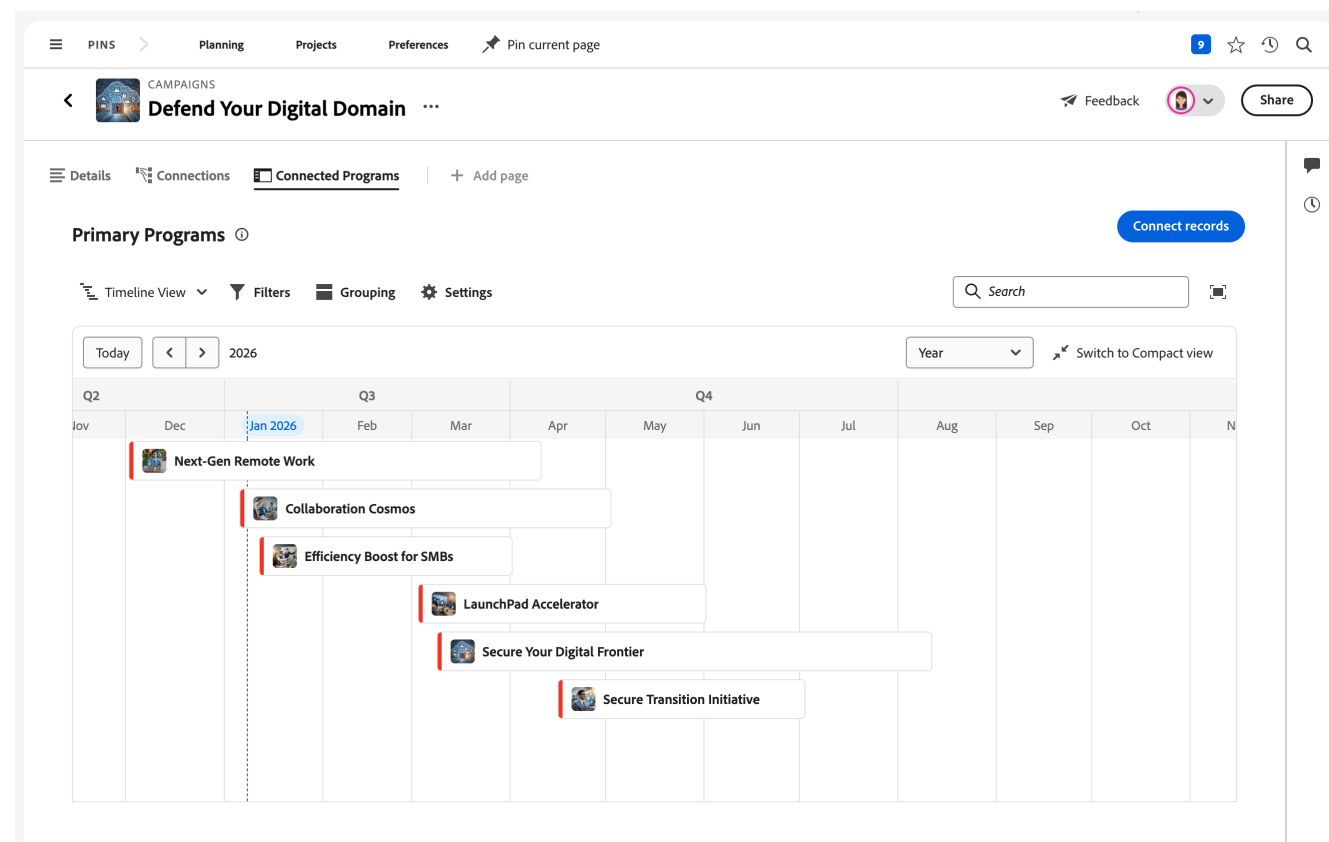 PINS Planning Projects Preferences Pin current page 9
CAMPAIGNS
Defend Your Digital Domain
Feedback Share
Details Connections Connected Programs Add page
Primary Programs
Connect records
Timeline View Filters Grouping Settings Search
Today 2026 Year Switch to Compact view
Q2 Q3 Q4
Nov Dec Jan 2026 Feb Mar Apr May Jun Jul Aug Sep Oct N
Next-Gen Remote Work
Collaboration Cosmos
Efficiency Boost for SMBs
LaunchPad Accelerator
Secure Your Digital Frontier
Secure Transition Initiative